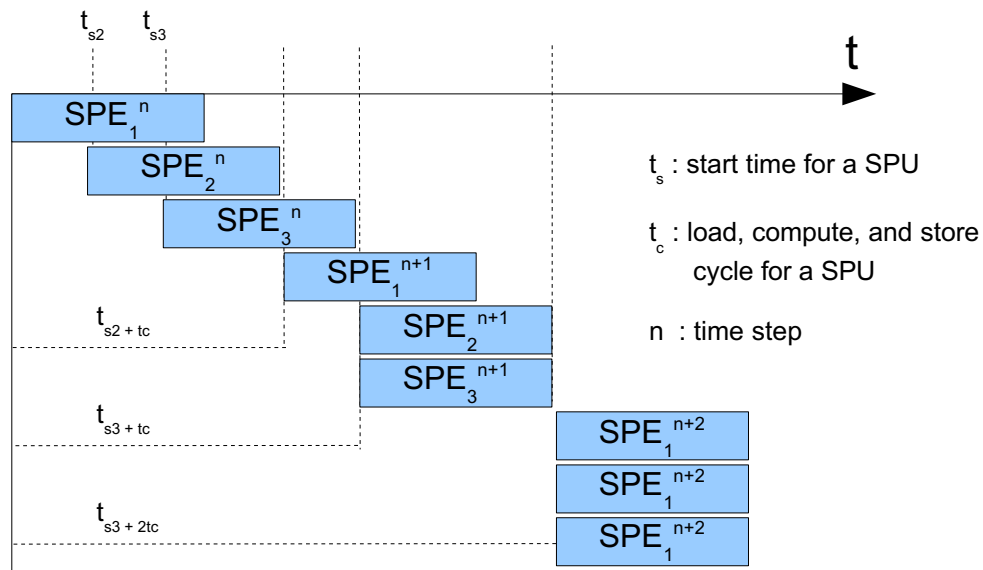 t_s2 t_s3
t
SPE_1^n
SPE_2^n
t_s : start time for a SPU
SPE_3^n
t_c : load, compute, and store
cycle for a SPU
SPE_1^n+1
t_s2 + tc
SPE_2^n+1
n : time step
SPE_3^n+1
t_s3 + tc
SPE_1^n+2
SPE_1^n+2
t_s3 + 2tc
SPE_1^n+2